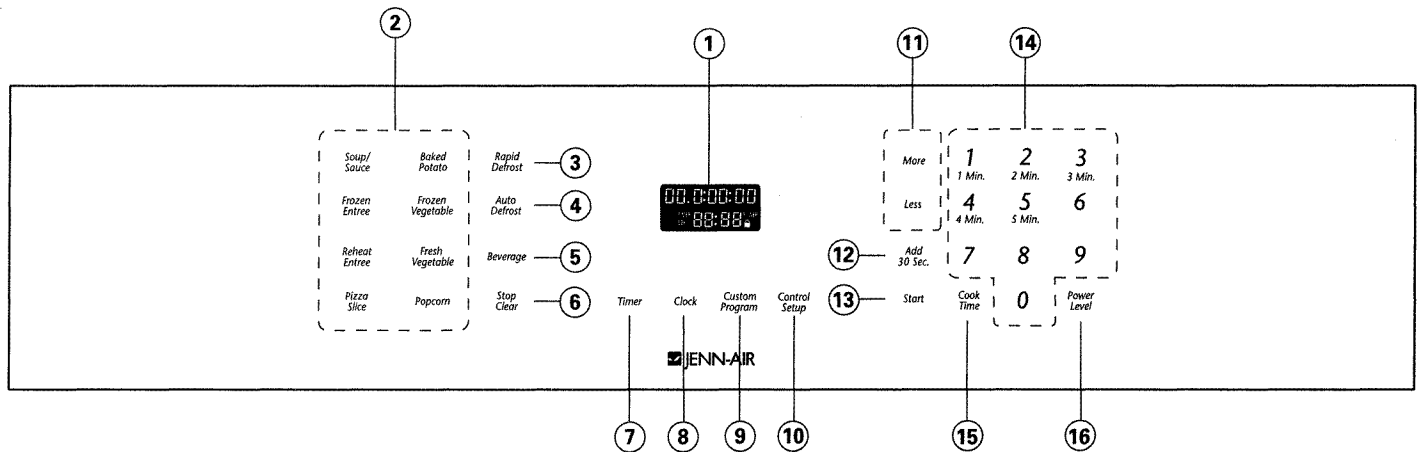 2
1
11
14
Soup/
Sauce
Baked
Potato
Rapid
Defrost
3
More
1
1 Min.
2
2 Min.
3
3 Min.
Frozen
Entree
Frozen
Vegetable
Auto
Defrost
4
00.0:00:00
88:88
Less
4
4 Min.
5
5 Min.
6
Reheat
Entree
Fresh
Vegetable
Beverage
5
12
Add
30 Sec.
7
8
9
Pizza
Slice
Popcorn
Stop
Clear
6
Timer
Clock
Custom
Program
Control
Setup
13
Start
Cook
Time
0
Power
Level
JENN-AIR
7
8
9
10
15
16